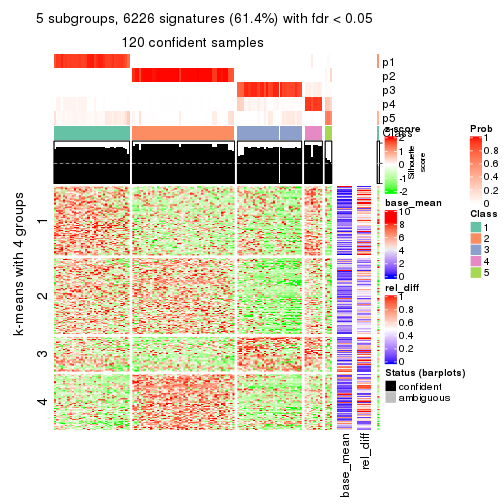 5 subgroups, 6226 signatures (61.4%) with fdr < 0.05
120 confident samples
p1
p2
p3
p4
p5
Class
Silhouette
score
k-means with 4 groups
1
2
3
4
base_mean
rel_diff
z-score
2
1
0
-1
-2
base_mean
10
8
6
4
2
0
rel_diff
1
0.8
0.6
0.4
0.2
0
Status (barplots)
confident
ambiguous
Prob
1
0.8
0.6
0.4
0.2
0
Class
1
2
3
4
5